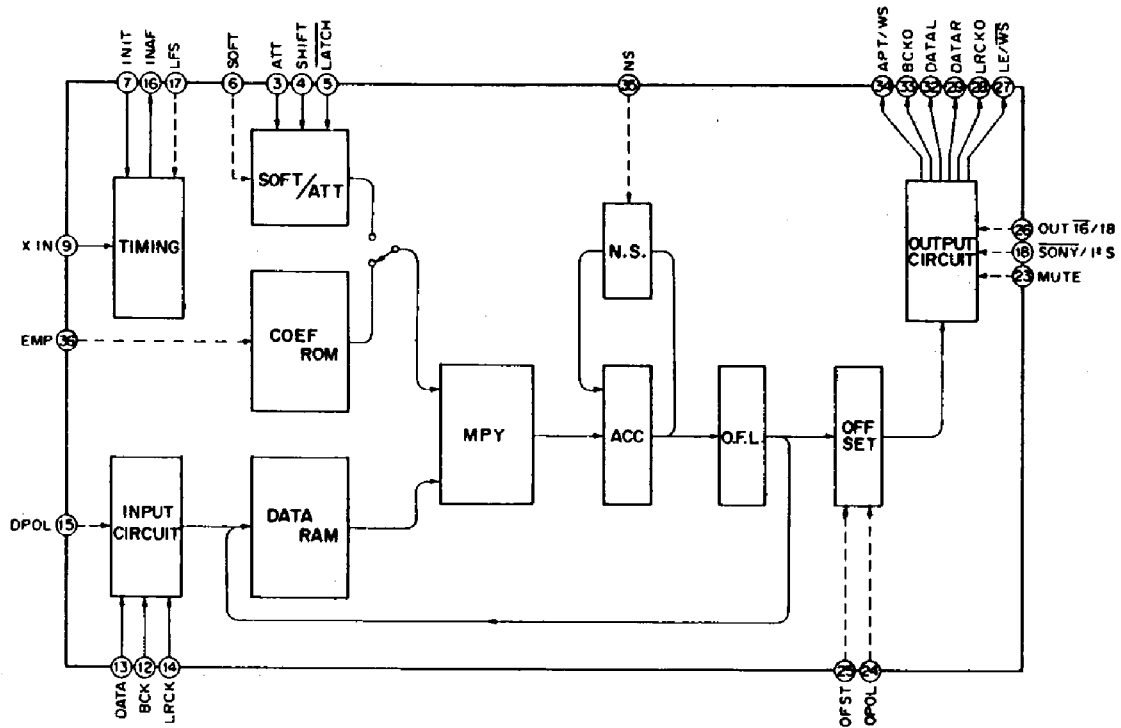 INIT
INAF
LFS
SOFT
ATT
SHIFT
LATCH
NS
APT/WS
BCKO
DATAL
DATAR
LRCKO
LE/WS
7
16
17
6
3
4
5
35
34
33
32
29
28
27
SOFT/ATT
X IN
9
TIMING
N.S.
OUTPUT
CIRCUIT
26
OUT 16/18
18
SONY/I²S
23
MUTE
EMP
36
COEF
ROM
MPY
ACC
O.F.L
OFF
SET
DPOL
15
INPUT
CIRCUIT
DATA
RAM
13
12
14
25
24
DATA
BCK
LRCK
OFST
OPOL